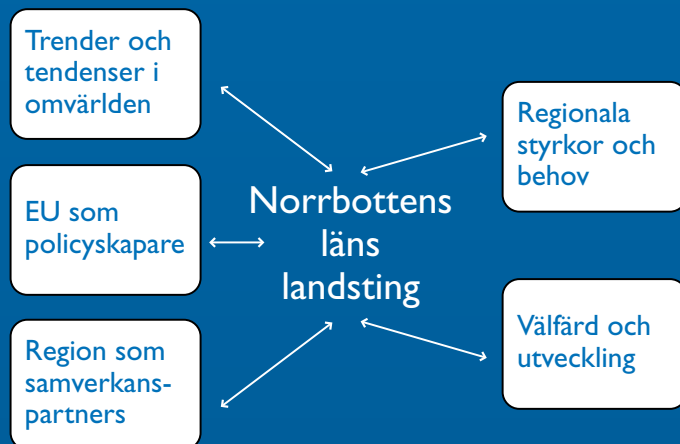 Trender och
tendenser i
omvärlden
EU som
policyskapare
Region som
samverkans-
partners
Norrbottens
läns
landsting
Regionala
styrkor och
behov
Välfärd och
utveckling